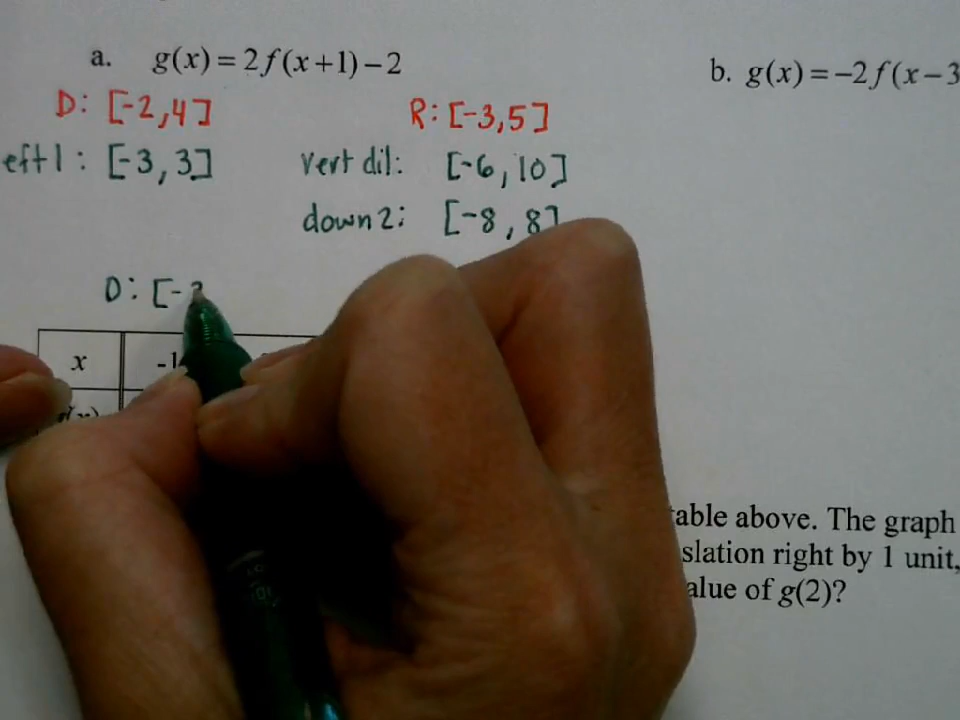 a. g(x) = 2f(x+1) − 2
b. g(x) = −2f(x − 3
D: [-2,4]
R: [-3,5]
eft 1: [-3, 3]
vert dil: [-6, 10]
down 2: [-8, 8]
D: [-
x
able above. The graph
slation right by 1 unit,
alue of g(2)?